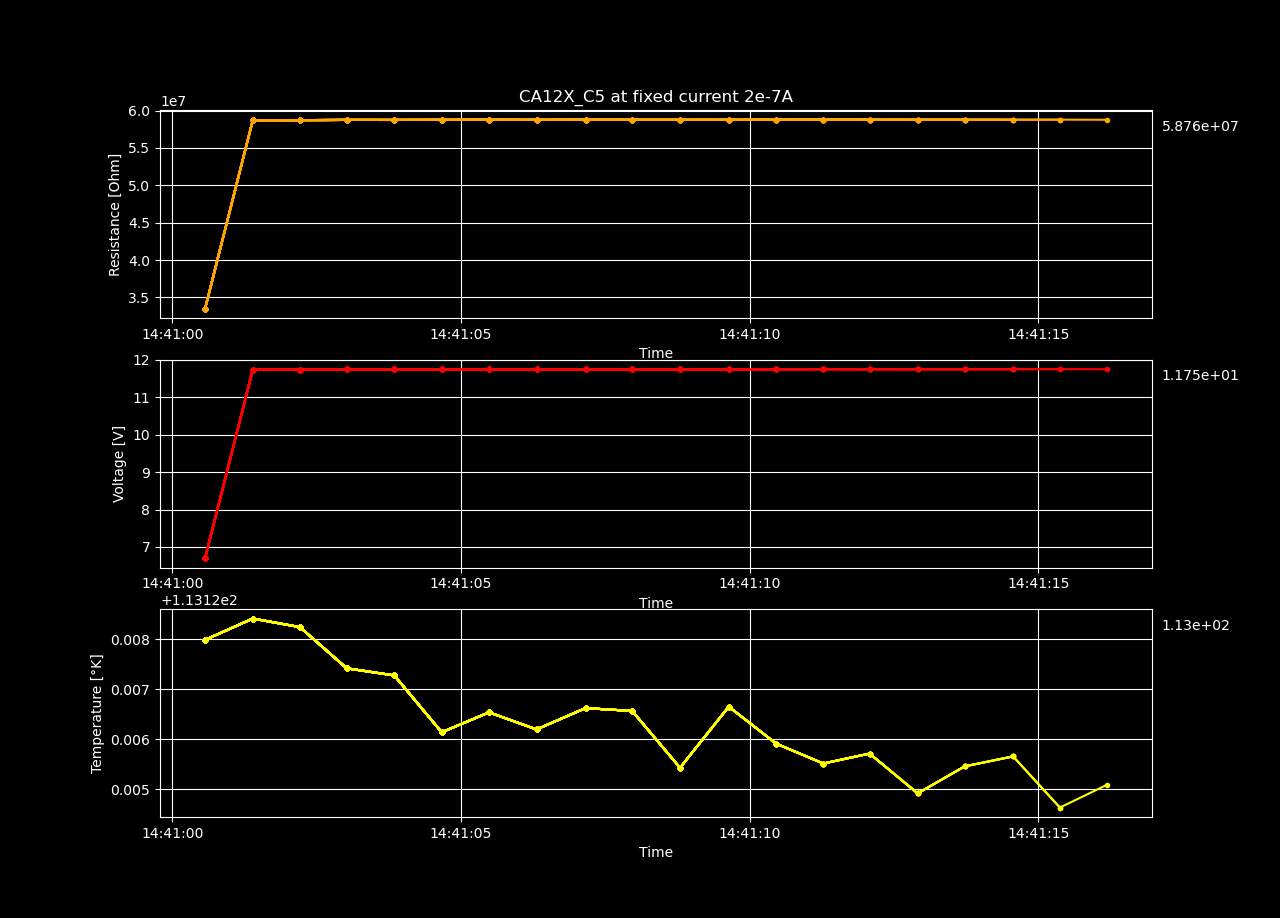 CA12X_C5 at fixed current 2e-7A
1e7
6.0
5.5
5.0
4.5
4.0
3.5
Resistance [Ohm]
5.876e+07
14:41:00 14:41:05 14:41:10 14:41:15
Time
12
11
10
9
8
7
Voltage [V]
1.175e+01
14:41:00 14:41:05 14:41:10 14:41:15
Time
+1.1312e2
0.008
0.007
0.006
0.005
Temperature [°K]
1.13e+02
14:41:00 14:41:05 14:41:10 14:41:15
Time